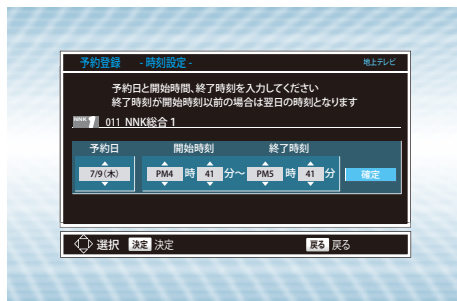 予約登録 - 時刻設定 - 地上テレビ
予約日と開始時間、終了時刻を入力してください
終了時刻が開始時刻以前の場合は翌日の時刻となります
NNK 1 011 NNK総合 1
予約日 開始時刻 終了時刻
7/9(木) PM4 時 41 分～ PM5 時 41 分 確定
選択 決定 決定 戻る 戻る